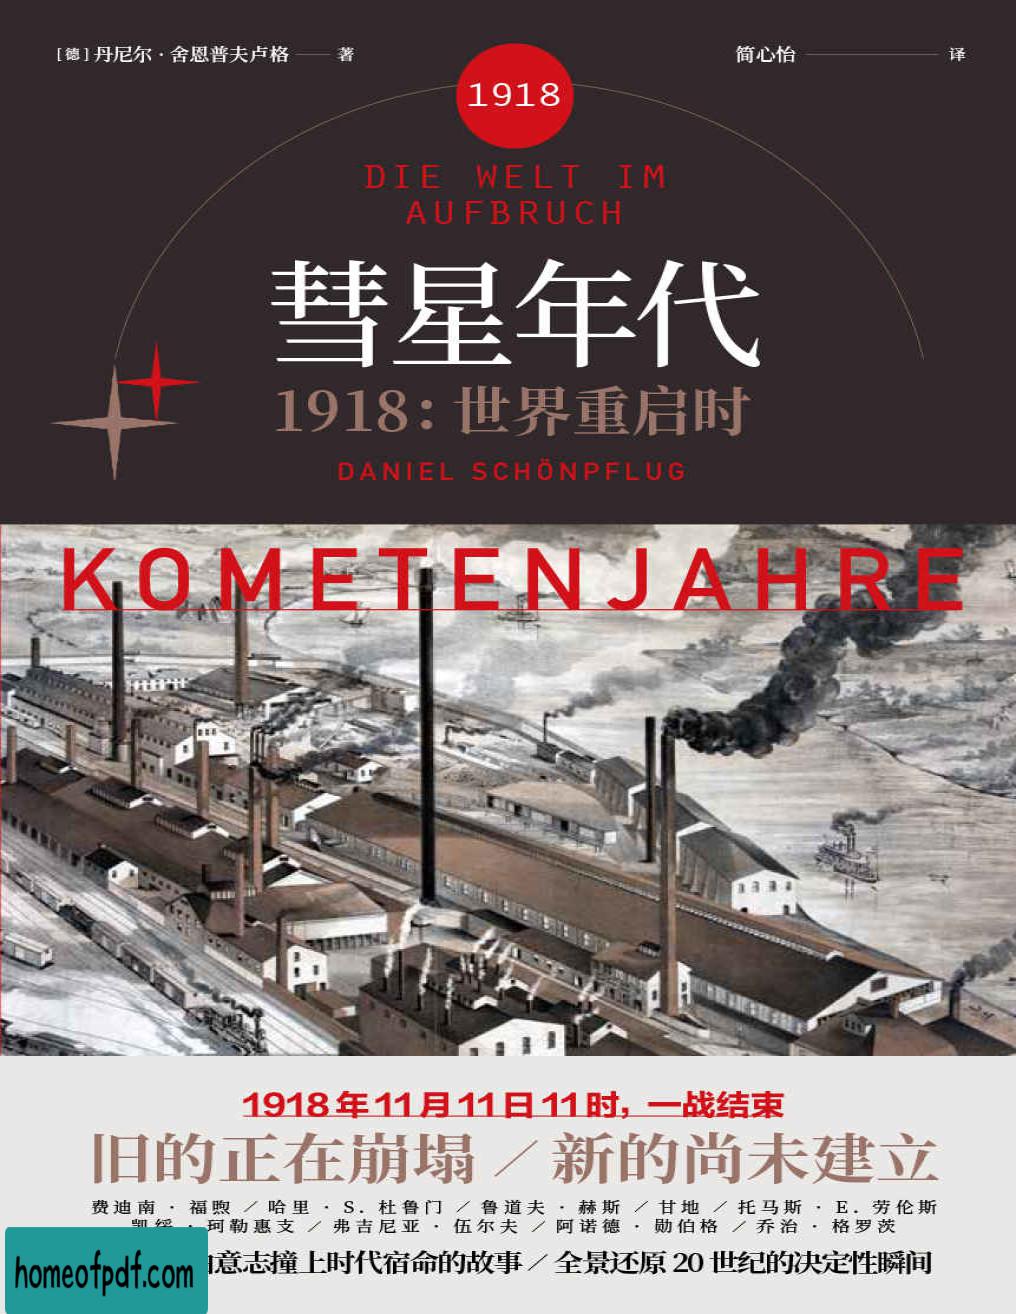 [德]丹尼尔·舍恩普夫卢格 —— 著
简心怡 —— 译
1918
DIE WELT IM
AUFBRUCH
彗星年代
1918：世界重启时
DANIEL SCHÖNPFLUG
KOMETENJAHRE
1918年11月11日11时，一战结束
旧的正在崩塌／新的尚未建立
费迪南·福煦／哈里·S. 杜鲁门／鲁道夫·赫斯／甘地／托马斯·E. 劳伦斯
凯绥·珂勒惠支／弗吉尼亚·伍尔夫／阿诺德·勋伯格／乔治·格罗茨
意志撞上时代宿命的故事／全景还原20世纪的决定性瞬间
homeofpdf.com